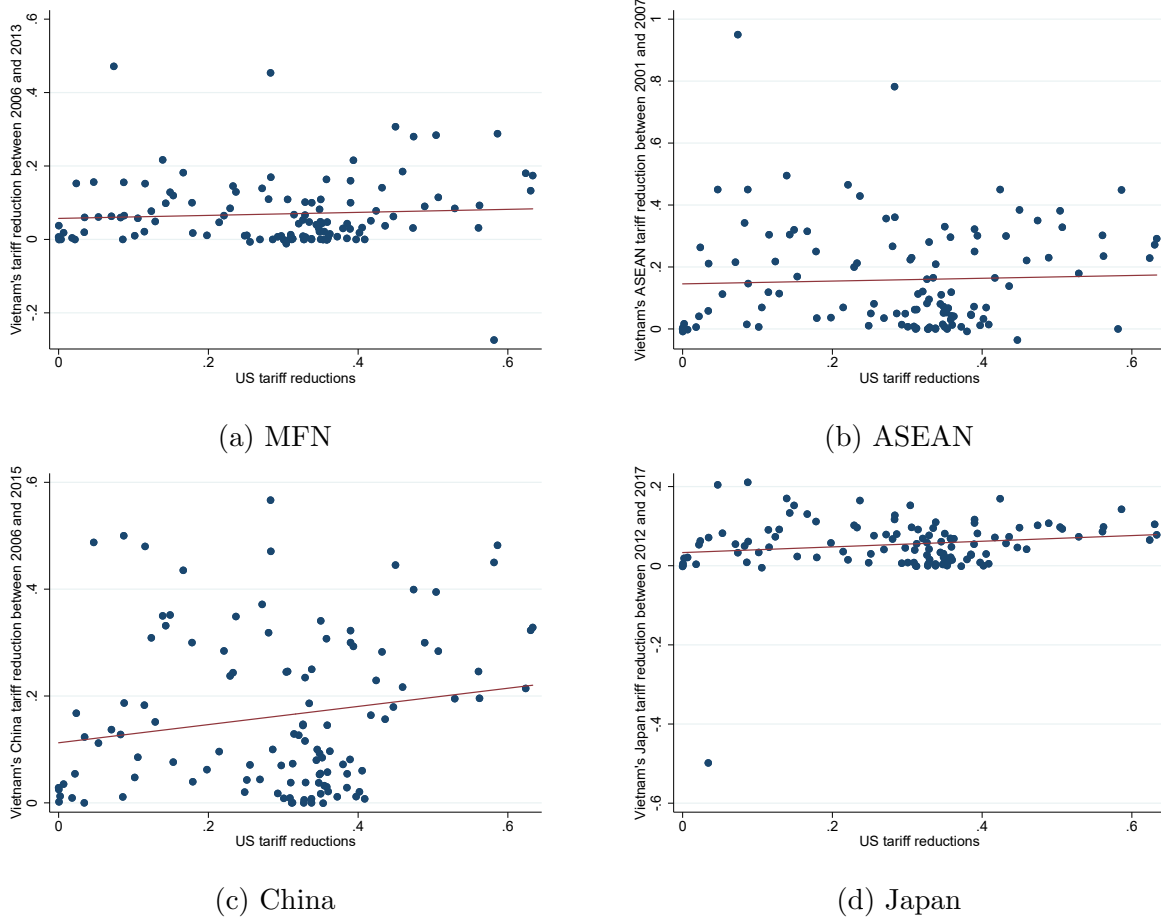 Vietnam's tariff reduction between 2006 and 2013
.6
.4
.2
0
-.2
0 .2 .4 .6
US tariff reductions
(a) MFN
Vietnam's ASEAN tariff reduction between 2001 and 2007
1
.8
.6
.4
.2
0
0 .2 .4 .6
US tariff reductions
(b) ASEAN
Vietnam's China tariff reduction between 2006 and 2015
.6
.4
.2
0
0 .2 .4 .6
US tariff reductions
(c) China
Vietnam's Japan tariff reduction between 2012 and 2017
.2
0
-.2
-.4
-.6
0 .2 .4 .6
US tariff reductions
(d) Japan